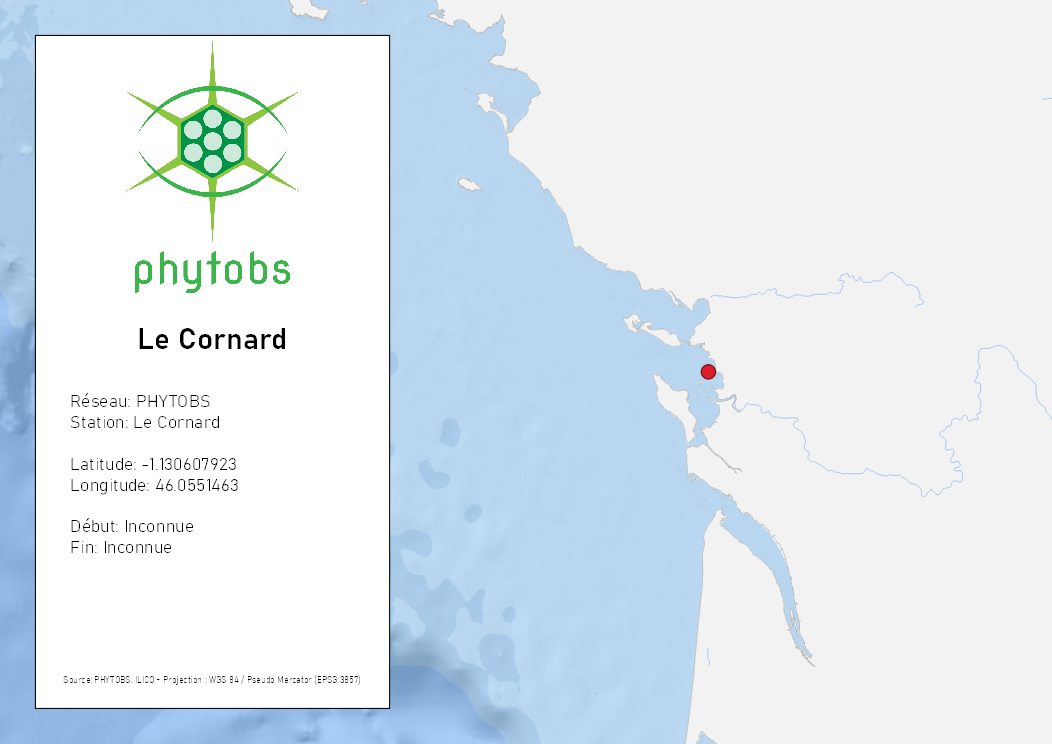 phytobs
Le Cornard
Réseau: PHYTOBS
Station: Le Cornard
Latitude: -1.130607923
Longitude: 46.0551463
Début: Inconnue
Fin: Inconnue
Source: PHYTOBS, ILICO - Projection : WGS 84 / Pseudo Mercator (EPSG:3857)